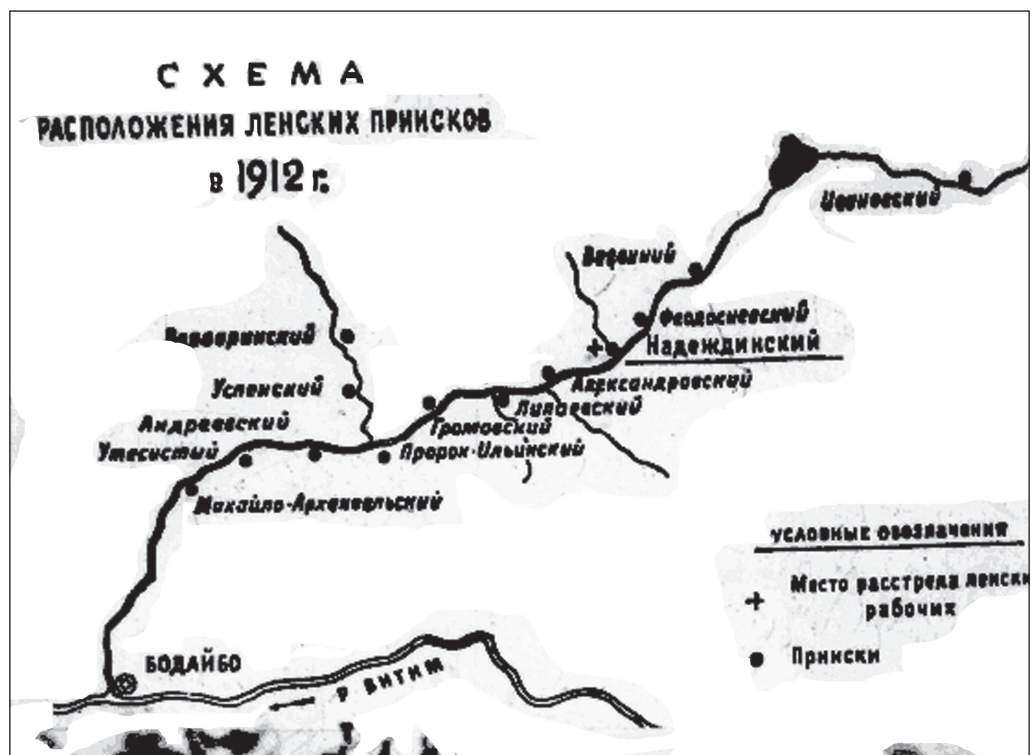 СХЕМА
РАСПОЛОЖЕНИЯ ЛЕНСКИХ ПРИИСКОВ
в 1912 г.
Ивановский
Верхний
Феодосиевский
НАДЕЖДИНСКИЙ
Варваринский
Александровский
Успенский
Липаевский
Андреевский
Громовский
Утесистый
Пророк-Ильинский
Михайло-Архангельский
УСЛОВНЫЕ ОБОЗНАЧЕНИЯ
+ Место расстрела ленски
рабочих
Прииски
БОДАЙБО
Р ВИТИМ